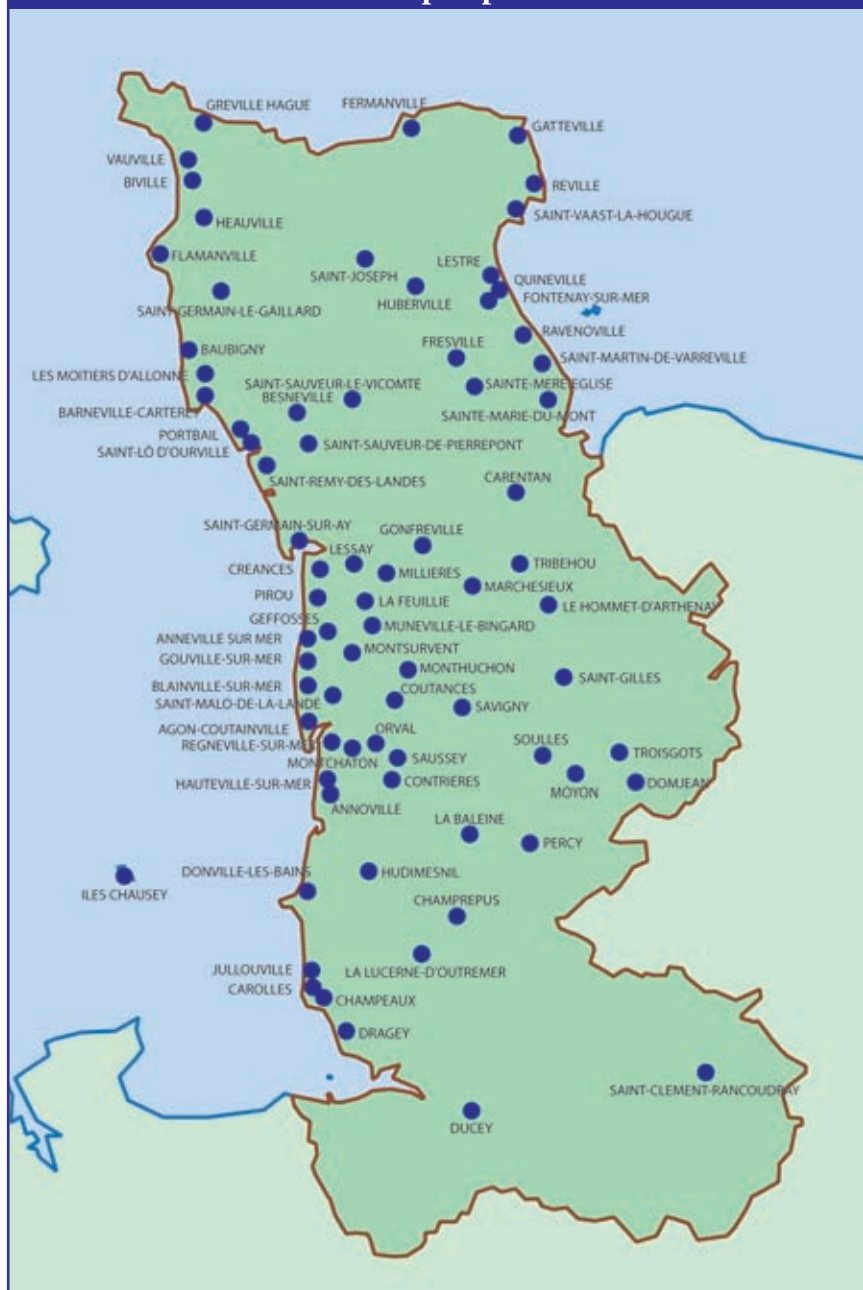 GREVILLE HAGUE
FERMANVILLE
GATTEVILLE
VAUVILLE
BIVILLE
REVILLE
SAINT-VAAST-LA-HOUGUE
HEAUVILLE
FLAMANVILLE
SAINT-JOSEPH
LESTRE
QUINEVILLE
HUBERVILLE
FONTENAY-SUR-MER
SAINT-GERMAIN-LE-GAILLARD
RAVENOVILLE
BAUBIGNY
FRESVILLE
SAINT-MARTIN-DE-VARREVILLE
LES MOITIERS D'ALLONNE
SAINT-SAUVEUR-LE-VICOMTE
SAINTE-MERE-EGLISE
BESNEVILLE
BARNEVILLE-CARTERET
SAINTE-MARIE-DU-MONT
PORTBAIL
SAINT-LÔ D'OURVILLE
SAINT-SAUVEUR-DE-PIERREPONT
SAINT-REMY-DES-LANDES
CARENTAN
SAINT-GERMAIN-SUR-AY
GONFREVILLE
LESSAY
CREANCES
MILLIERES
TRIBEHOU
MARCHESIEUX
PIROU
LA FEUILLIE
LE HOMMET-D'ARTHENAY
GEFFOSSES
MUNEVILLE-LE-BINGARD
ANNEVILLE SUR MER
MONTSURVENT
GOUVILLE-SUR-MER
MONTHUCHON
SAINT-GILLES
BLAINVILLE-SUR-MER
COUTANCES
SAINT-MALO-DE-LA-LANDE
SAVIGNY
AGON-COUTAINVILLE
ORVAL
REGNEVILLE-SUR-MER
SOULLES
TROISGOTS
MONTCHATON
SAUSSEY
HAUTEVILLE-SUR-MER
CONTRIERES
MOYON
DOMJEAN
ANNOVILLE
LA BALEINE
PERCY
DONVILLE-LES-BAINS
HUDIMESNIL
ILES CHAUSEY
CHAMPREPUS
JULLOUVILLE
LA LUCERNE-D'OUTREMER
CAROLLES
CHAMPEAUX
DRAGEY
SAINT-CLEMENT-RANCOUDRAY
DUCEY